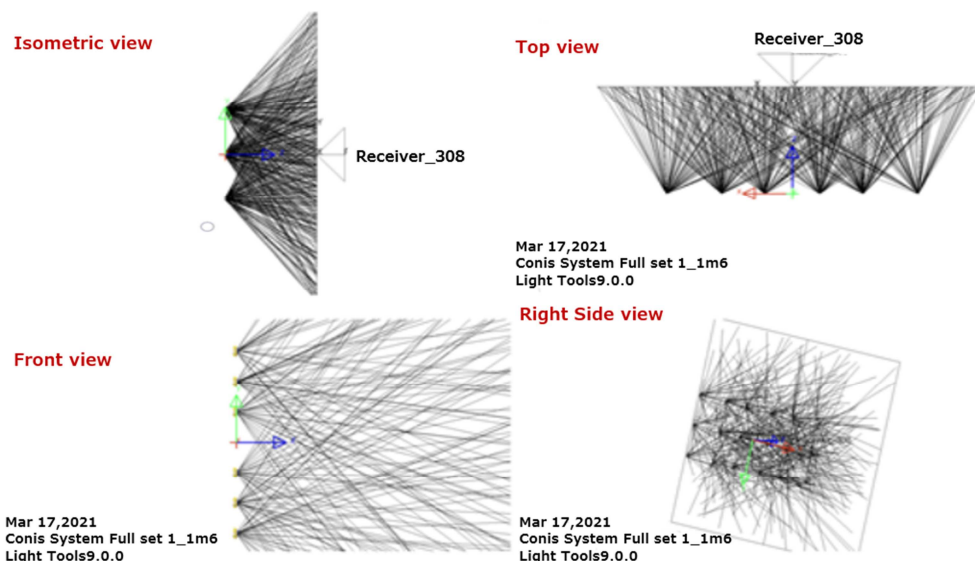 Isometric view
Receiver_308
Top view
Receiver_308
Mar 17,2021
Conis System Full set 1_1m6
Light Tools9.0.0
Front view
Mar 17,2021
Conis System Full set 1_1m6
Light Tools9.0.0
Right Side view
Mar 17,2021
Conis System Full set 1_1m6
Light Tools9.0.0